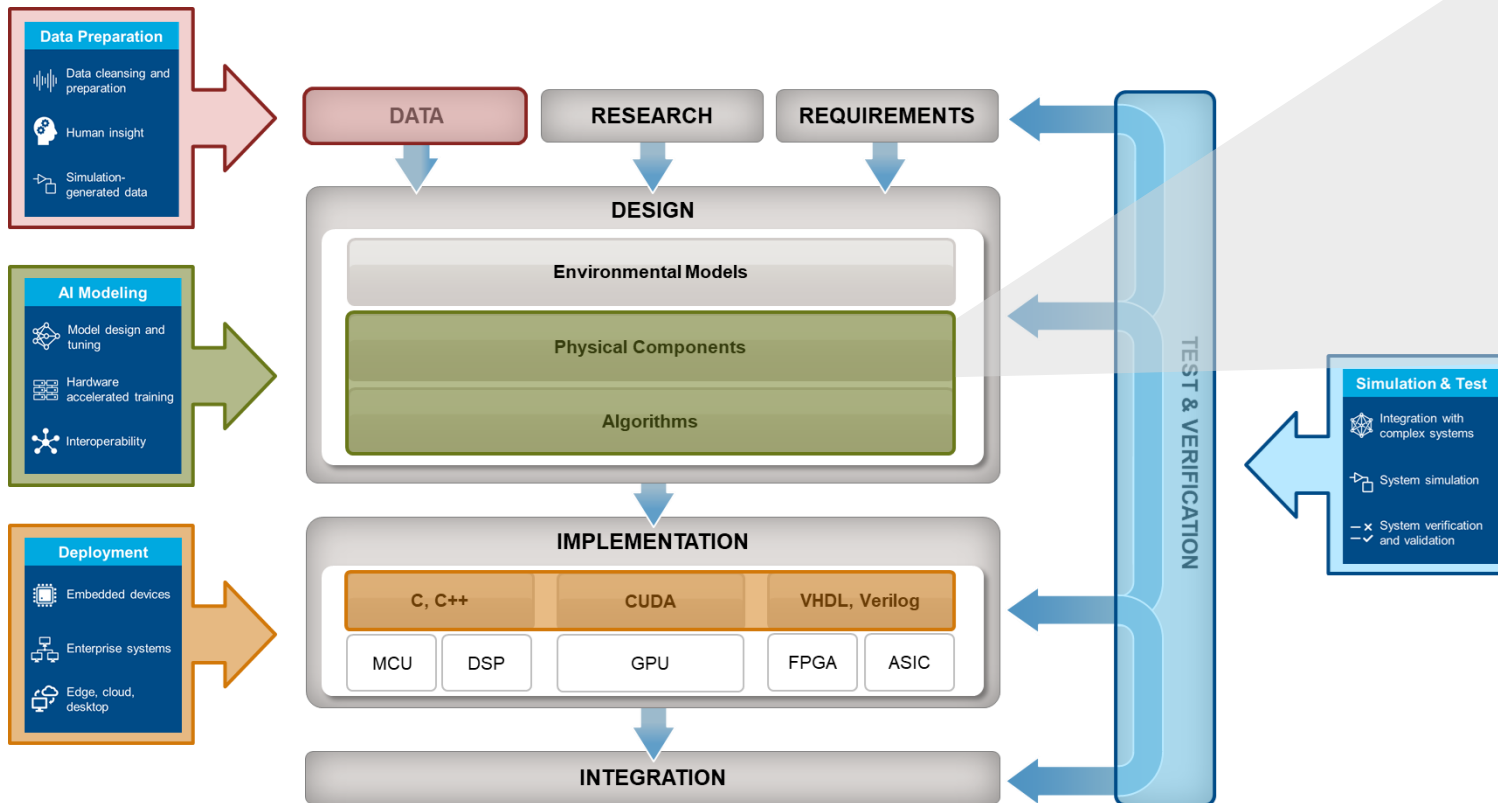 Data Preparation
Data cleansing and
preparation
Human insight
Simulation-
generated data
AI Modeling
Model design and
tuning
Hardware
accelerated training
Interoperability
Deployment
Embedded devices
Enterprise systems
Edge, cloud,
desktop
DATA
RESEARCH
REQUIREMENTS
DESIGN
Environmental Models
Physical Components
Algorithms
IMPLEMENTATION
C, C++
CUDA
VHDL, Verilog
MCU
DSP
GPU
FPGA
ASIC
INTEGRATION
TEST & VERIFICATION
Simulation & Test
Integration with
complex systems
System simulation
System verification
and validation